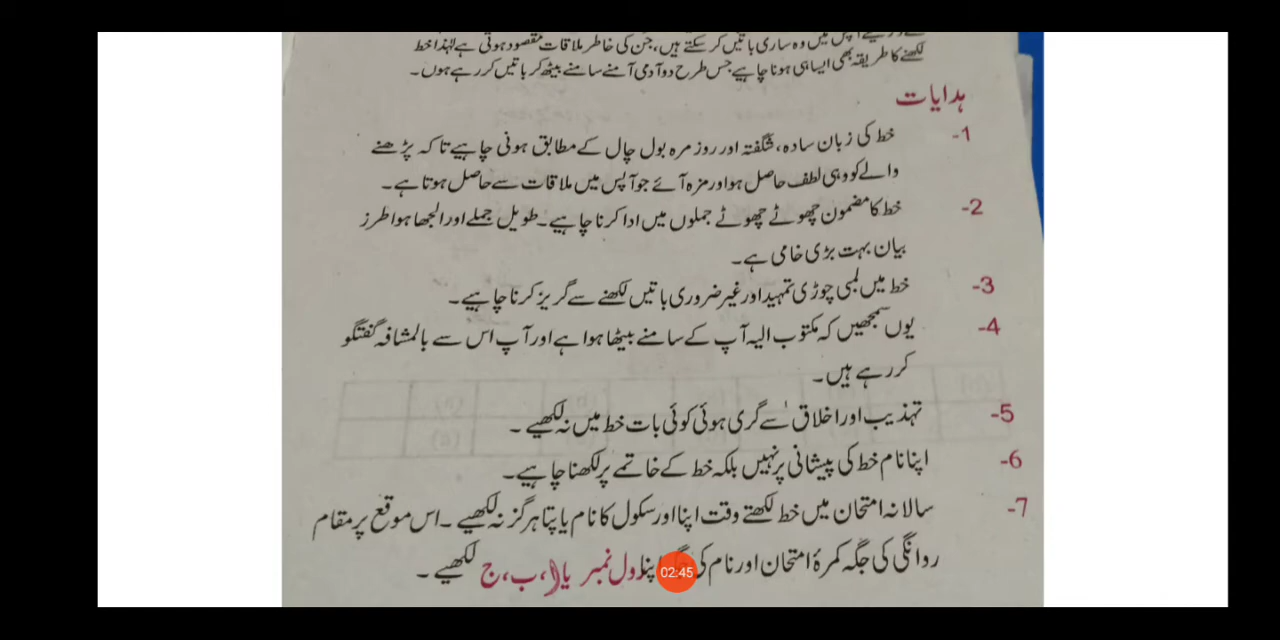 آپس میں وہ ساری باتیں کر سکتے ہیں، جن کی خاطر ملاقات مقصود ہوتی ہے لہٰذا خط
لکھنے کا طریقہ بھی ایسا ہی ہونا چاہیے جس طرح دو آدمی آمنے سامنے بیٹھ کر باتیں کر رہے ہوں۔
ہدایات
1- خط کی زبان سادہ، شگفتہ اور روز مرہ بول چال کے مطابق ہونی چاہیے تاکہ پڑھنے
والے کو وہی لطف حاصل ہو اور مزہ آئے جو آپس میں ملاقات سے حاصل ہوتا ہے۔
2- خط کا مضمون چھوٹے چھوٹے جملوں میں ادا کرنا چاہیے۔ طویل جملے اور الجھا ہوا طرز
بیان بہت بڑی خامی ہے۔
3- خط میں لمبی چوڑی تمہید اور غیر ضروری باتیں لکھنے سے گریز کرنا چاہیے۔
4- یوں سمجھیں کہ مکتوب الیہ آپ کے سامنے بیٹھا ہوا ہے اور آپ اس سے بالمشافہ گفتگو
کر رہے ہیں۔
5- تہذیب اور اخلاق سے گری ہوئی کوئی بات خط میں نہ لکھیے۔
6- اپنا نام خط کی پیشانی پر نہیں بلکہ خط کے خاتمے پر لکھنا چاہیے۔
7- سالانہ امتحان میں خط لکھتے وقت اپنا اور سکول کا نام یا پتا ہرگز نہ لکھیے۔ اس موقع پر مقام
روانگی کی جگہ کمرۂ امتحان اور نام کی اپنا رول نمبر یا ا، ب، ج لکھیے۔
02:45